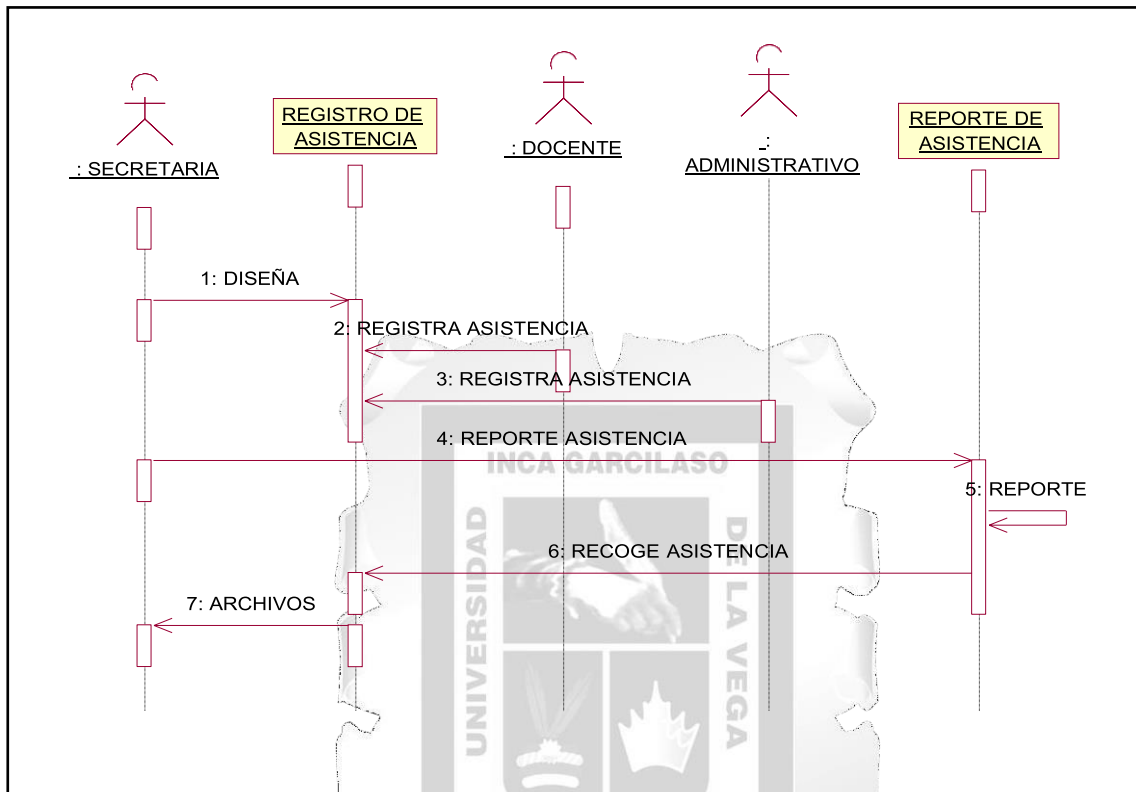 : SECRETARIA
REGISTRO DE
ASISTENCIA
: DOCENTE
:
ADMINISTRATIVO
REPORTE DE
ASISTENCIA
1: DISEÑA
2: REGISTRA ASISTENCIA
3: REGISTRA ASISTENCIA
4: REPORTE ASISTENCIA
5: REPORTE
6: RECOGE ASISTENCIA
7: ARCHIVOS
UNIVERSIDAD
INCA GARCILASO
DE LA VEGA